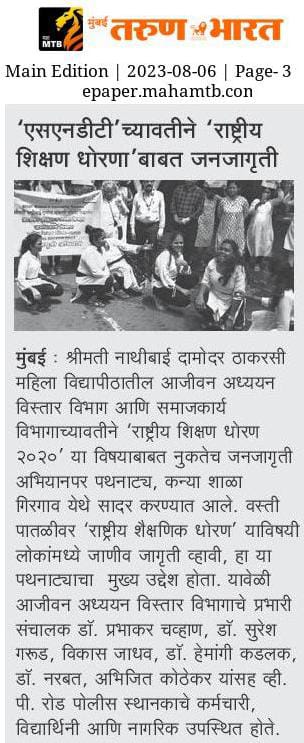 महा
MTB
मुंबई
तरुण भारत
Main Edition | 2023-08-06 | Page- 3
epaper.mahamtb.con
‘एसएनडीटी’च्यावतीने ‘राष्ट्रीय
शिक्षण धोरणा’बाबत जनजागृती
मुंबई : श्रीमती नाथीबाई दामोदर ठाकरसी
महिला विद्यापीठातील आजीवन अध्ययन
विस्तार विभाग आणि समाजकार्य
विभागाच्यावतीने ‘राष्ट्रीय शिक्षण धोरण
२०२०’ या विषयाबाबत नुकतेच जनजागृती
अभियानपर पथनाट्य, कन्या शाळा
गिरगाव येथे सादर करण्यात आले. वस्ती
पातळीवर ‘राष्ट्रीय शैक्षणिक धोरण’ याविषयी
लोकांमध्ये जाणीव जागृती व्हावी, हा या
पथनाट्याचा मुख्य उद्देश होता. यावेळी
आजीवन अध्ययन विस्तार विभागाचे प्रभारी
संचालक डॉ. प्रभाकर चव्हाण, डॉ. सुरेश
गरूड, विकास जाधव, डॉ. हेमांगी कडलक,
डॉ. नरबत, अभिजित कोठेकर यांसह व्ही.
पी. रोड पोलीस स्थानकाचे कर्मचारी,
विद्यार्थिनी आणि नागरिक उपस्थित होते.